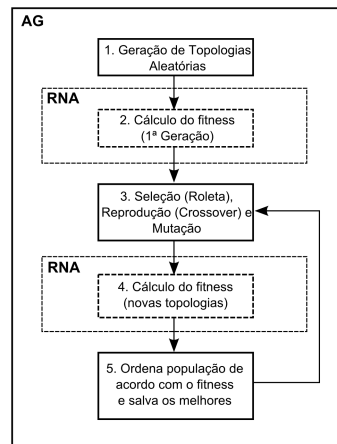 AG
1. Geração de Topologias
Aleatórias
RNA
2. Cálculo do fitness
(1ª Geração)
3. Seleção (Roleta),
Reprodução (Crossover) e
Mutação
RNA
4. Cálculo do fitness
(novas topologias)
5. Ordena população de
acordo com o fitness
e salva os melhores